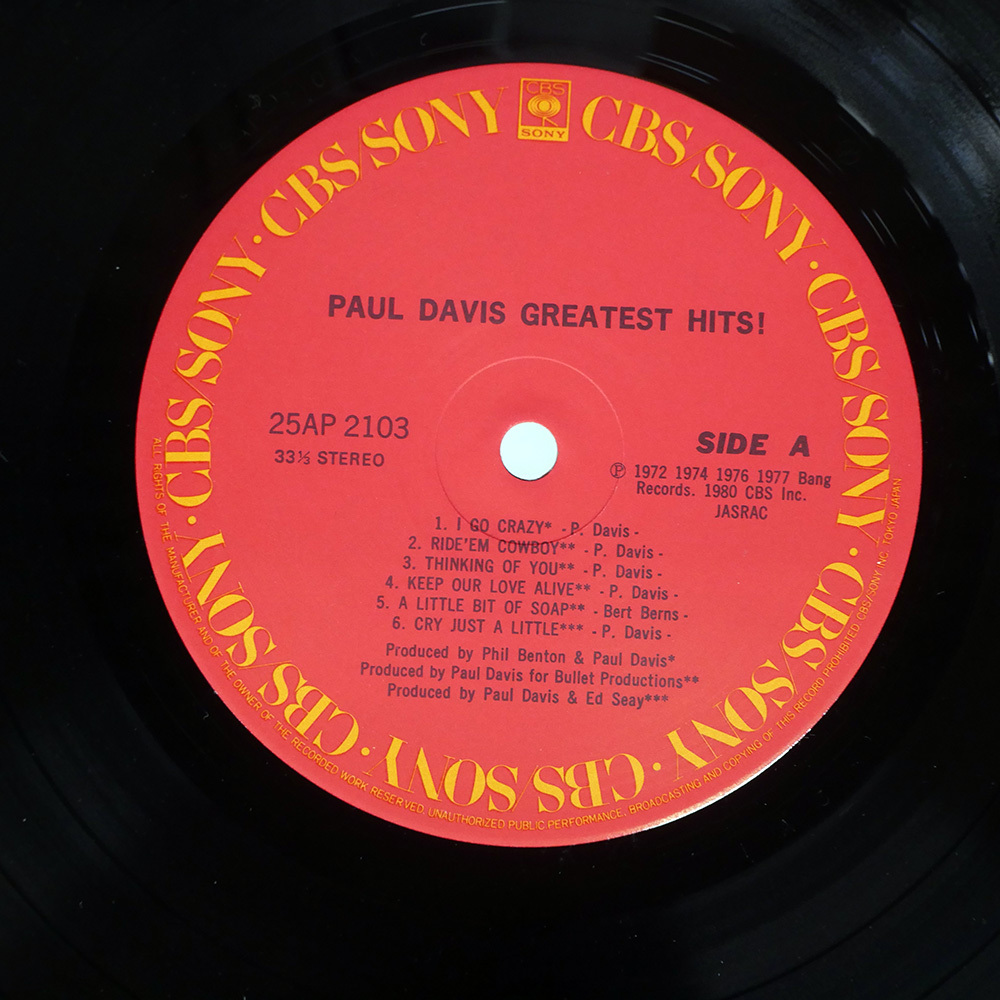 CBS
SONY
CBS/SONY · CBS/SONY · CBS/SONY · CBS/SONY · CBS/SONY · CBS/SONY · CBS/SONY · CBS/SONY
PAUL DAVIS GREATEST HITS!
25AP 2103
33⅓ STEREO
SIDE A
Ⓟ 1972 1974 1976 1977 Bang
Records. 1980 CBS Inc.
JASRAC
1. I GO CRAZY* -P. Davis-
2. RIDE'EM COWBOY** -P. Davis-
3. THINKING OF YOU** -P. Davis-
4. KEEP OUR LOVE ALIVE** -P. Davis-
5. A LITTLE BIT OF SOAP** -Bert Berns-
6. CRY JUST A LITTLE*** -P. Davis-
Produced by Phil Benton & Paul Davis*
Produced by Paul Davis for Bullet Productions**
Produced by Paul Davis & Ed Seay***
ALL RIGHTS OF THE MANUFACTURER AND OF THE OWNER OF THE RECORDED WORK RESERVED. UNAUTHORIZED PUBLIC PERFORMANCE. BROADCASTING AND COPYING OF THIS RECORD PROHIBITED CBS/SONY INC. TOKYO JAPAN